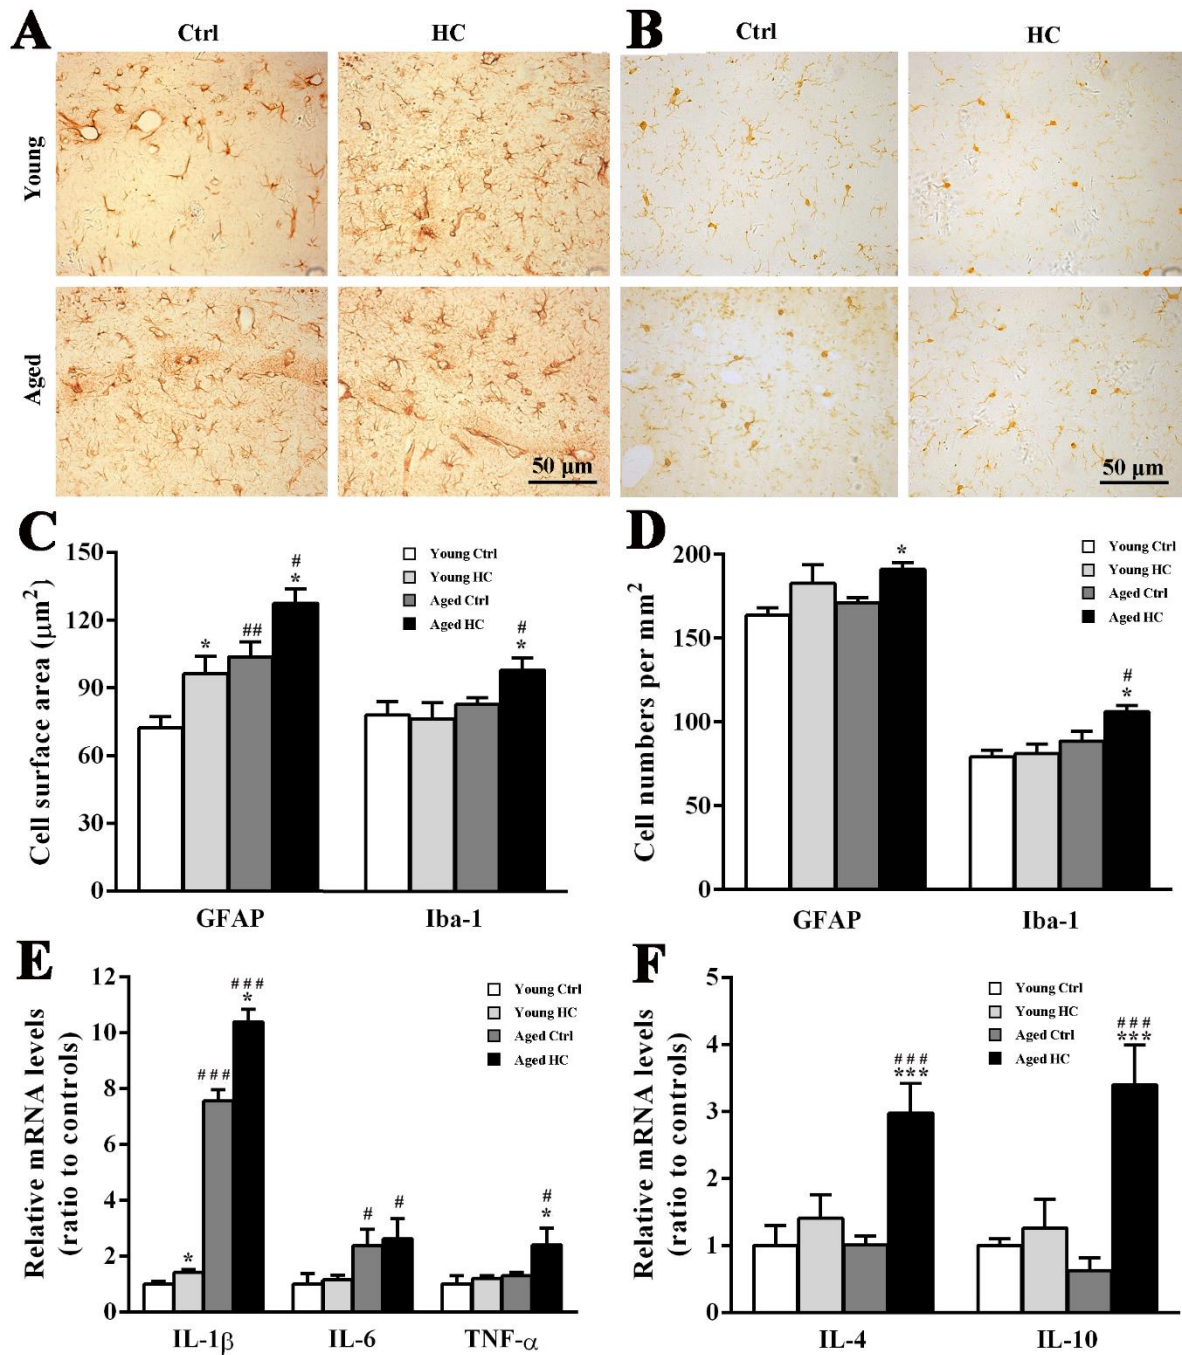 A
Ctrl
HC
B
Ctrl
HC
Young
Aged
50 μm
50 μm
C
Cell surface area (μm²)
150
120
90
60
30
0
Young Ctrl
Young HC
Aged Ctrl
Aged HC
*
##
#
*
#
*
GFAP
Iba-1
D
Cell numbers per mm²
200
150
100
50
0
Young Ctrl
Young HC
Aged Ctrl
Aged HC
*
#
*
GFAP
Iba-1
E
Relative mRNA levels
(ratio to controls)
12
10
8
6
4
2
0
Young Ctrl
Young HC
Aged Ctrl
Aged HC
*
###
###
*
#
#
#
*
IL-1β
IL-6
TNF-α
F
Relative mRNA levels
(ratio to controls)
5
4
3
2
1
0
Young Ctrl
Young HC
Aged Ctrl
Aged HC
###
***
###
***
IL-4
IL-10